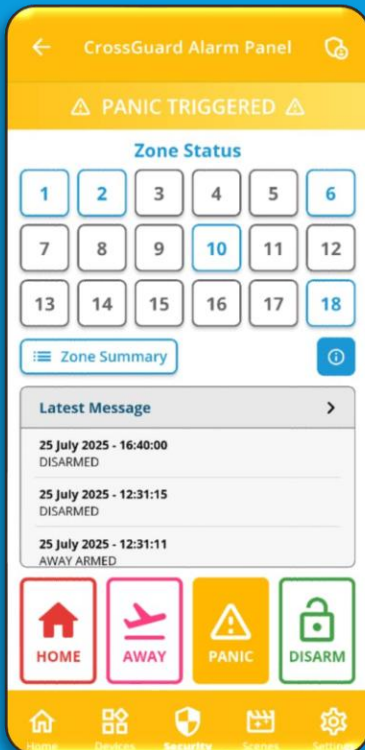 CrossGuard Alarm Panel
PANIC TRIGGERED
Zone Status
1 2 3 4 5 6
7 8 9 10 11 12
13 14 15 16 17 18
Zone Summary
Latest Message
25 July 2025 - 16:40:00
DISARMED
25 July 2025 - 12:31:15
DISARMED
25 July 2025 - 12:31:11
AWAY ARMED
HOME AWAY PANIC DISARM
Home Devices Security Scenes Settings